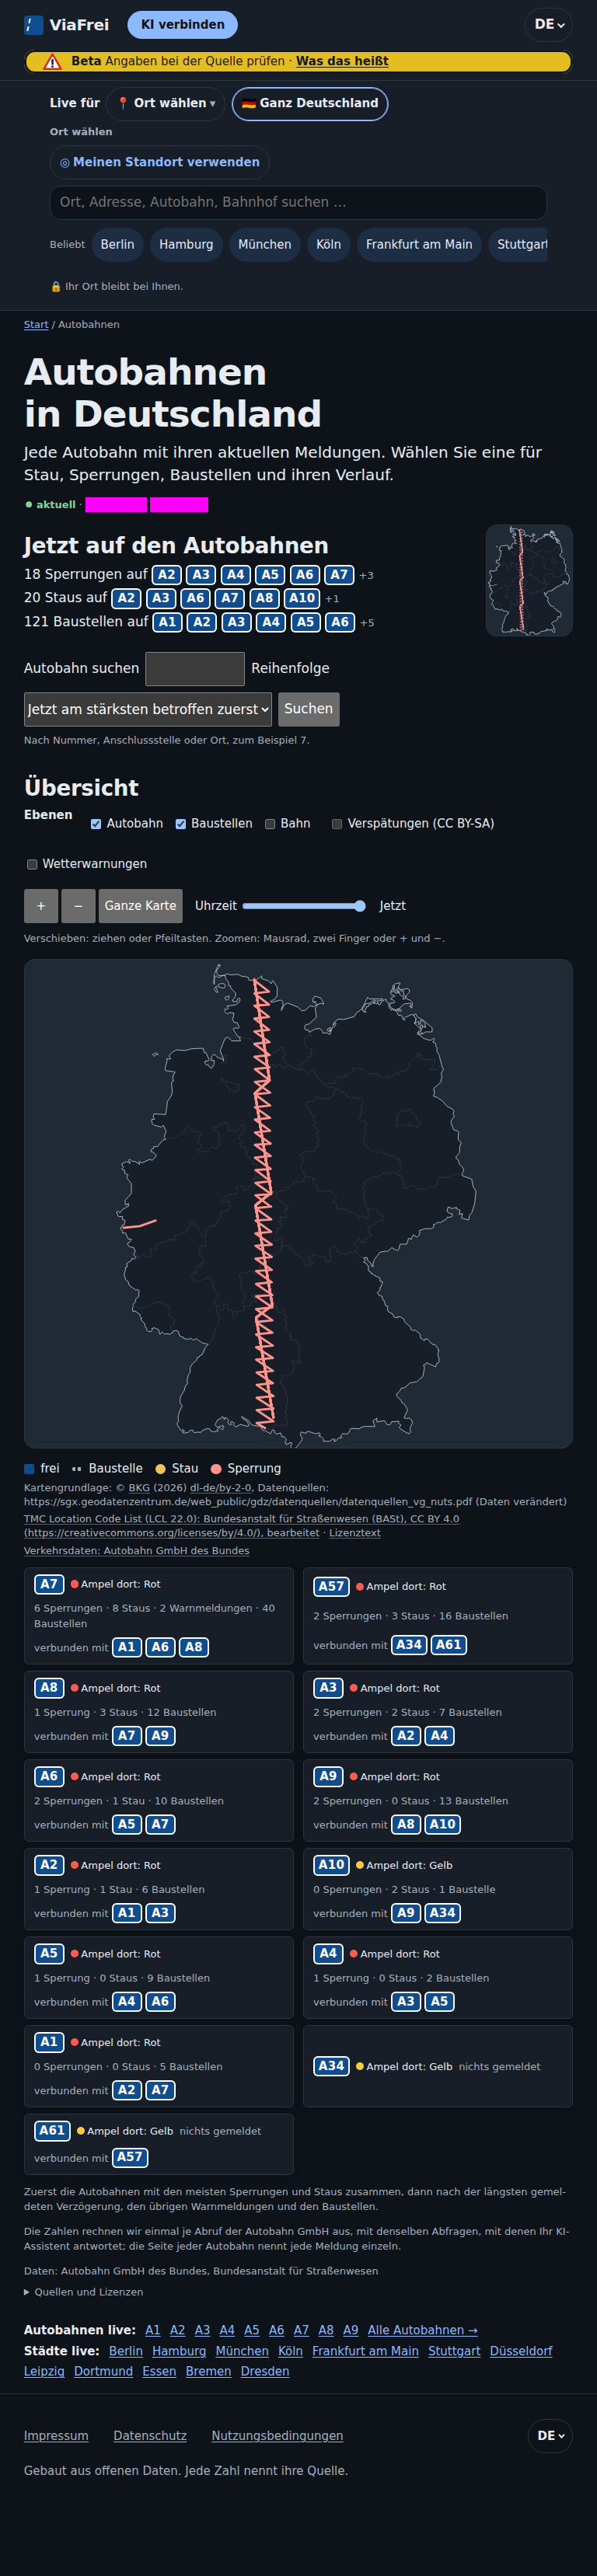 ViaFrei
KI verbinden
DE
Beta Angaben bei der Quelle prüfen · Was das heißt
Live für 📍 Ort wählen ▾ 🇩🇪 Ganz Deutschland
Ort wählen
◎ Meinen Standort verwenden
Ort, Adresse, Autobahn, Bahnhof suchen …
Beliebt Berlin Hamburg München Köln Frankfurt am Main Stuttgart
🔒 Ihr Ort bleibt bei Ihnen.
Start / Autobahnen
Autobahnen
in Deutschland
Jede Autobahn mit ihren aktuellen Meldungen. Wählen Sie eine für
Stau, Sperrungen, Baustellen und ihren Verlauf.
● aktuell ·
Jetzt auf den Autobahnen
18 Sperrungen auf A2 A3 A4 A5 A6 A7 +3
20 Staus auf A2 A3 A6 A7 A8 A10 +1
121 Baustellen auf A1 A2 A3 A4 A5 A6 +5
Autobahn suchen Reihenfolge
Jetzt am stärksten betroffen zuerst Suchen
Nach Nummer, Anschlussstelle oder Ort, zum Beispiel 7.
Übersicht
Ebenen Autobahn Baustellen Bahn Verspätungen (CC BY-SA)
Wetterwarnungen
+ − Ganze Karte Uhrzeit Jetzt
Verschieben: ziehen oder Pfeiltasten. Zoomen: Mausrad, zwei Finger oder + und −.
frei Baustelle Stau Sperrung
Kartengrundlage: © BKG (2026) dl-de/by-2-0, Datenquellen:
https://sgx.geodatenzentrum.de/web_public/gdz/datenquellen/datenquellen_vg_nuts.pdf (Daten verändert)
TMC Location Code List (LCL 22.0): Bundesanstalt für Straßenwesen (BASt), CC BY 4.0
(https://creativecommons.org/licenses/by/4.0/), bearbeitet · Lizenztext
Verkehrsdaten: Autobahn GmbH des Bundes
A7 Ampel dort: Rot
6 Sperrungen · 8 Staus · 2 Warnmeldungen · 40
Baustellen
verbunden mit A1 A6 A8
A57 Ampel dort: Rot
2 Sperrungen · 3 Staus · 16 Baustellen
verbunden mit A34 A61
A8 Ampel dort: Rot
1 Sperrung · 3 Staus · 12 Baustellen
verbunden mit A7 A9
A3 Ampel dort: Rot
2 Sperrungen · 2 Staus · 7 Baustellen
verbunden mit A2 A4
A6 Ampel dort: Rot
2 Sperrungen · 1 Stau · 10 Baustellen
verbunden mit A5 A7
A9 Ampel dort: Rot
2 Sperrungen · 0 Staus · 13 Baustellen
verbunden mit A8 A10
A2 Ampel dort: Rot
1 Sperrung · 1 Stau · 6 Baustellen
verbunden mit A1 A3
A10 Ampel dort: Gelb
0 Sperrungen · 2 Staus · 1 Baustelle
verbunden mit A9 A34
A5 Ampel dort: Rot
1 Sperrung · 0 Staus · 9 Baustellen
verbunden mit A4 A6
A4 Ampel dort: Rot
1 Sperrung · 0 Staus · 2 Baustellen
verbunden mit A3 A5
A1 Ampel dort: Rot
0 Sperrungen · 0 Staus · 5 Baustellen
verbunden mit A2 A7
A34 Ampel dort: Gelb nichts gemeldet
A61 Ampel dort: Gelb nichts gemeldet
verbunden mit A57
Zuerst die Autobahnen mit den meisten Sperrungen und Staus zusammen, dann nach der längsten gemel-
deten Verzögerung, den übrigen Warnmeldungen und den Baustellen.
Die Zahlen rechnen wir einmal je Abruf der Autobahn GmbH aus, mit denselben Abfragen, mit denen Ihr KI-
Assistent antwortet; die Seite jeder Autobahn nennt jede Meldung einzeln.
Daten: Autobahn GmbH des Bundes, Bundesanstalt für Straßenwesen
▶ Quellen und Lizenzen
Autobahnen live: A1 A2 A3 A4 A5 A6 A7 A8 A9 Alle Autobahnen →
Städte live: Berlin Hamburg München Köln Frankfurt am Main Stuttgart Düsseldorf
Leipzig Dortmund Essen Bremen Dresden
Impressum Datenschutz Nutzungsbedingungen
DE
Gebaut aus offenen Daten. Jede Zahl nennt ihre Quelle.